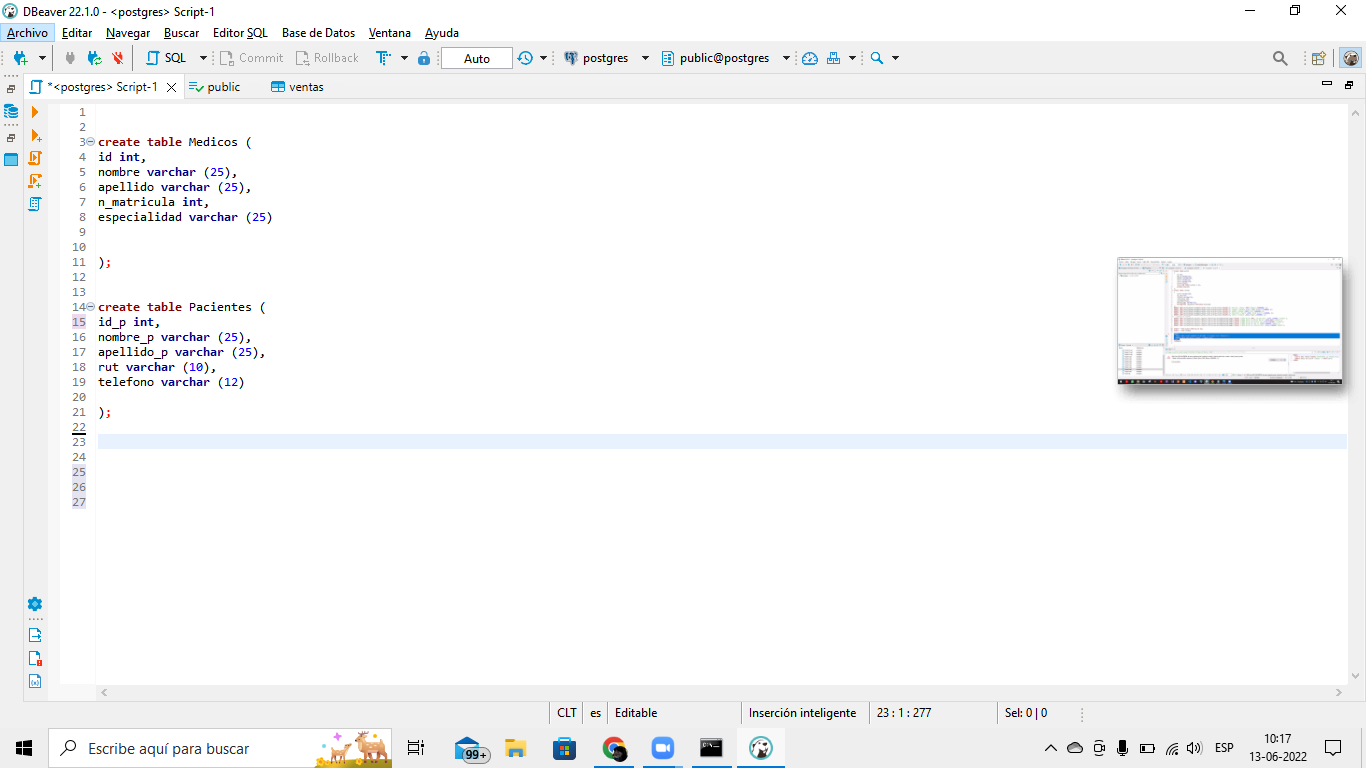 DBeaver 22.1.0 - <postgres> Script-1
Archivo Editar Navegar Buscar Editor SQL Base de Datos Ventana Ayuda
SQL Commit Rollback Auto postgres public@postgres
*<postgres> Script-1 public ventas
1
2
3 create table Medicos (
4 id int,
5 nombre varchar (25),
6 apellido varchar (25),
7 n_matricula int,
8 especialidad varchar (25)
9
10
11 );
12
13
14 create table Pacientes (
15 id_p int,
16 nombre_p varchar (25),
17 apellido_p varchar (25),
18 rut varchar (10),
19 telefono varchar (12)
20
21 );
22
23
24
25
26
27
CLT es Editable Inserción inteligente 23 : 1 : 277 Sel: 0 | 0
Escribe aquí para buscar 99+ ESP 10:17
13-06-2022